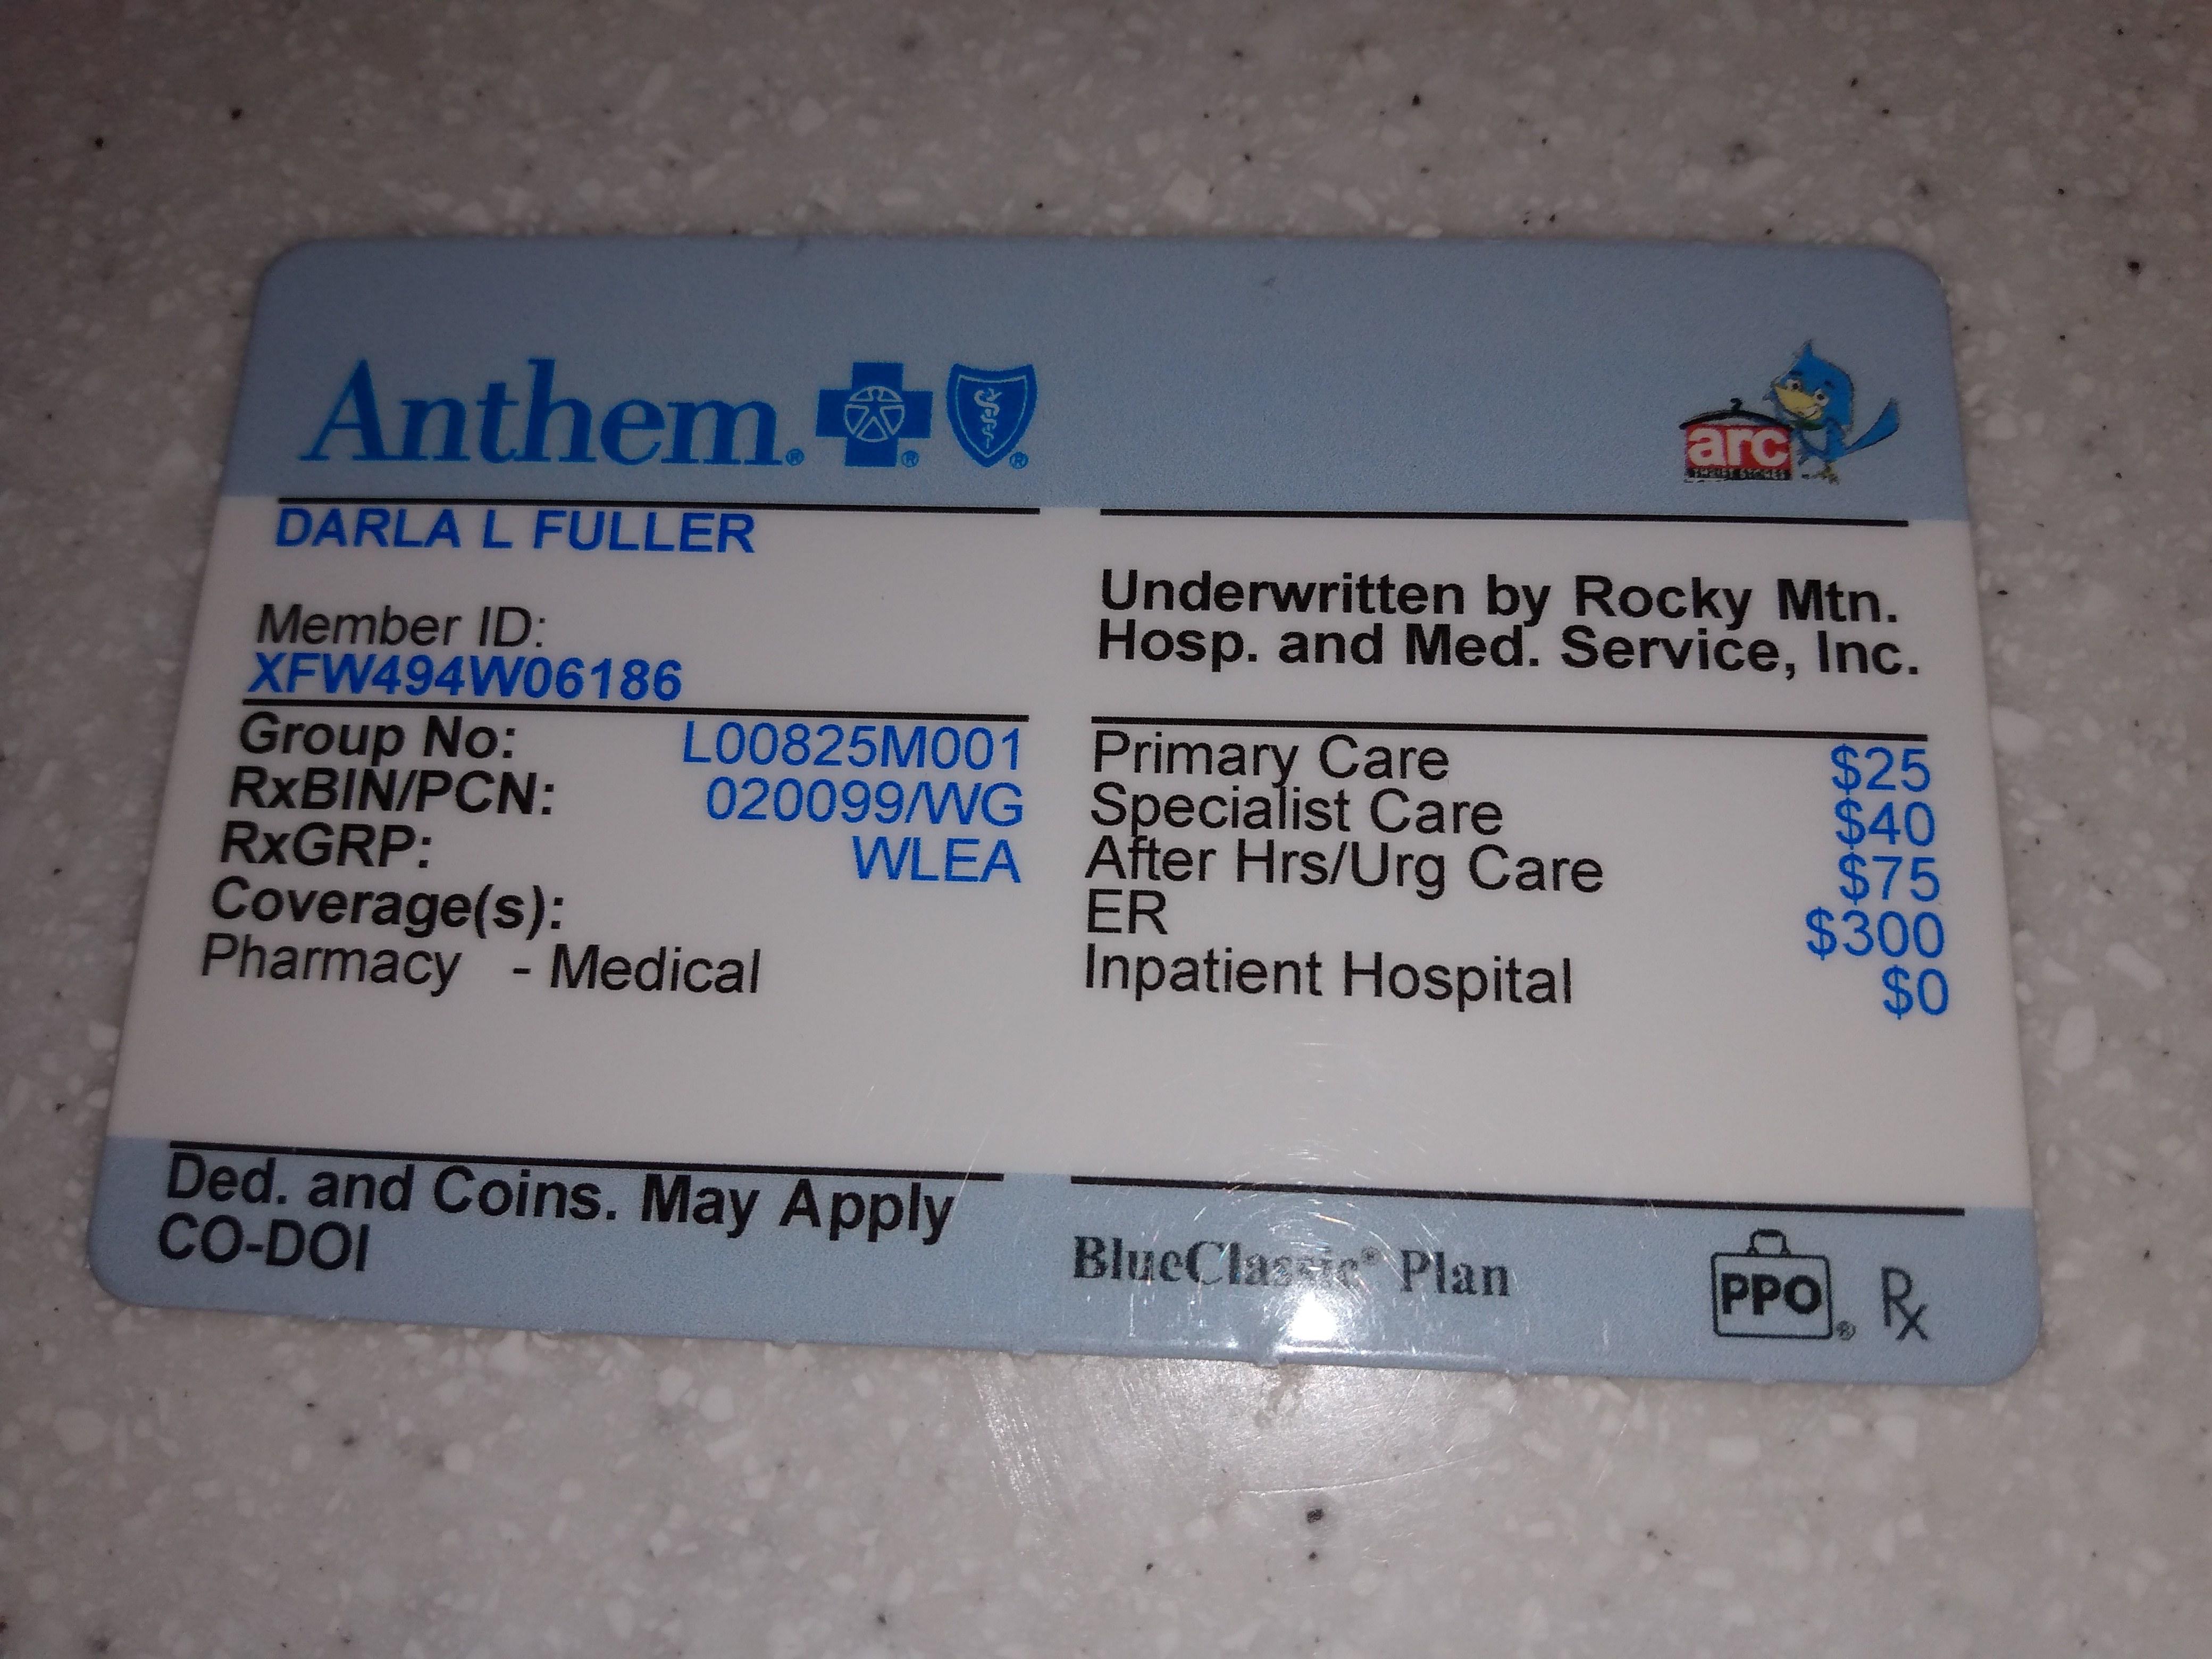 Anthem
arc
THRIFT STORES
DARLA L FULLER
Member ID:
XFW494W06186
Group No: L00825M001
RxBIN/PCN: 020099/WG
RxGRP: WLEA
Coverage(s):
Pharmacy - Medical
Underwritten by Rocky Mtn.
Hosp. and Med. Service, Inc.
Primary Care $25
Specialist Care $40
After Hrs/Urg Care $75
ER $300
Inpatient Hospital $0
Ded. and Coins. May Apply
CO-DOI
BlueClassic® Plan
PPO®
Rx